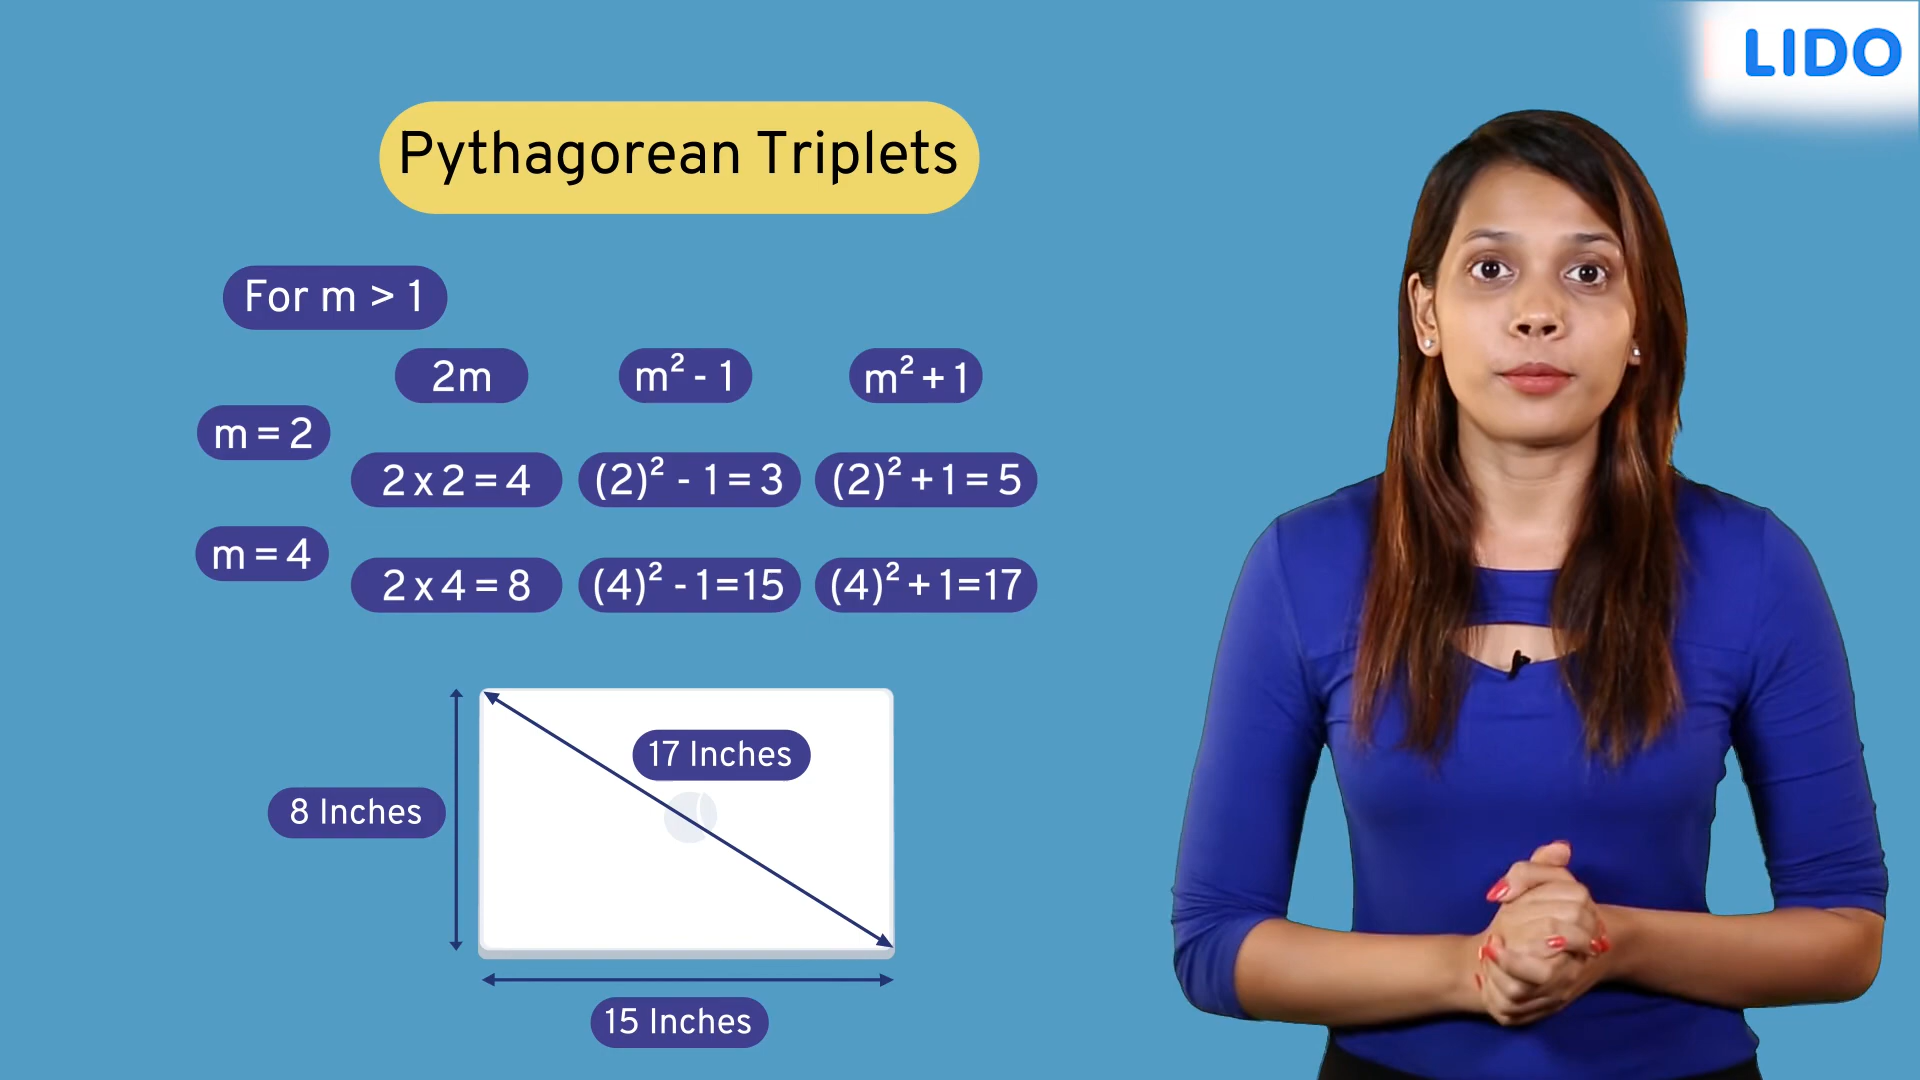 LIDO
Pythagorean Triplets
For m > 1
2m
m² - 1
m² + 1
m = 2
2 x 2 = 4
(2)² - 1 = 3
(2)² + 1 = 5
m = 4
2 x 4 = 8
(4)² - 1=15
(4)² + 1=17
17 Inches
8 Inches
15 Inches